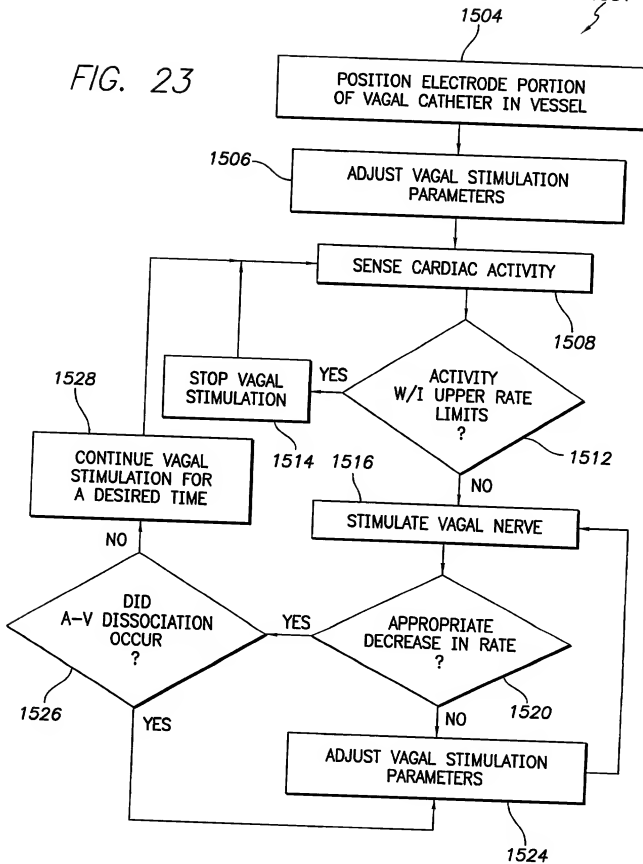 1504
FIG. 23
POSITION ELECTRODE PORTION
OF VAGAL CATHETER IN VESSEL
1506
ADJUST VAGAL STIMULATION
PARAMETERS
SENSE CARDIAC ACTIVITY
1508
1528
STOP VAGAL
STIMULATION
YES
ACTIVITY
W/I UPPER RATE
LIMITS
?
1514
1516
1512
CONTINUE VAGAL
STIMULATION FOR
A DESIRED TIME
NO
STIMULATE VAGAL NERVE
NO
DID
A-V DISSOCIATION
OCCUR
?
YES
APPROPRIATE
DECREASE IN RATE
?
1526
YES
NO
1520
ADJUST VAGAL STIMULATION
PARAMETERS
1524